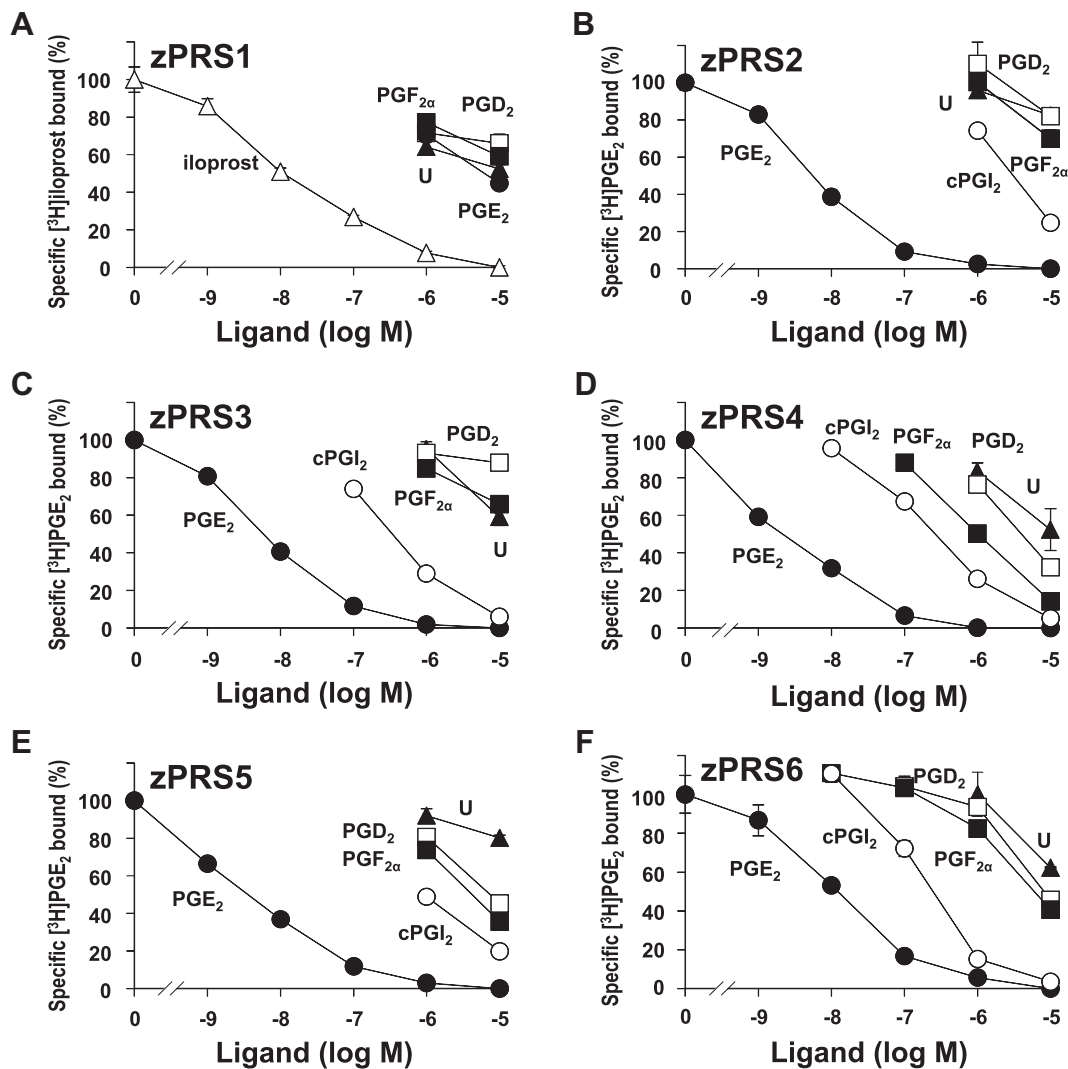 A
zPRS1
Specific [³H]iloprost bound (%)
100
80
60
40
20
0
iloprost
PGF₂α
PGD₂
U
PGE₂
0 -9 -8 -7 -6 -5
Ligand (log M)
B
zPRS2
Specific [³H]PGE₂ bound (%)
100
80
60
40
20
0
PGE₂
PGD₂
U
PGF₂α
cPGI₂
0 -9 -8 -7 -6 -5
Ligand (log M)
C
zPRS3
Specific [³H]PGE₂ bound (%)
100
80
60
40
20
0
PGE₂
cPGI₂
PGD₂
PGF₂α
U
0 -9 -8 -7 -6 -5
Ligand (log M)
D
zPRS4
Specific [³H]PGE₂ bound (%)
100
80
60
40
20
0
PGE₂
cPGI₂
PGF₂α
PGD₂
U
0 -9 -8 -7 -6 -5
Ligand (log M)
E
zPRS5
Specific [³H]PGE₂ bound (%)
100
80
60
40
20
0
PGE₂
U
PGD₂
PGF₂α
cPGI₂
0 -9 -8 -7 -6 -5
Ligand (log M)
F
zPRS6
Specific [³H]PGE₂ bound (%)
100
80
60
40
20
0
PGE₂
cPGI₂
PGD₂
PGF₂α
U
0 -9 -8 -7 -6 -5
Ligand (log M)